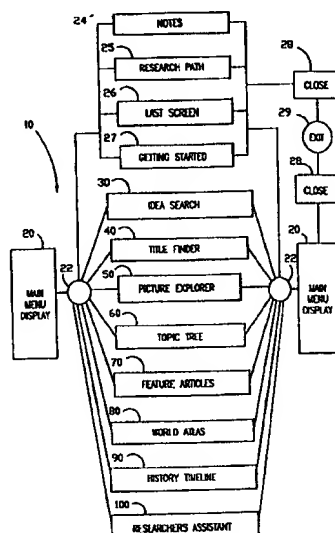 24
NOTES
25
RESEARCH PATH
28
CLOSE
26
LAST SCREEN
29
EXIT
27
GETTING STARTED
28
CLOSE
10
30
IDEA SEARCH
20
40
TITLE FINDER
20
22
50
22
MAIN
MENU
DISPLAY
PICTURE EXPLORER
MAIN
MENU
DISPLAY
60
TOPIC TREE
70
FEATURE ARTICLES
80
WORLD ATLAS
90
HISTORY TIMELINE
100
RESEARCHER'S ASSISTANT